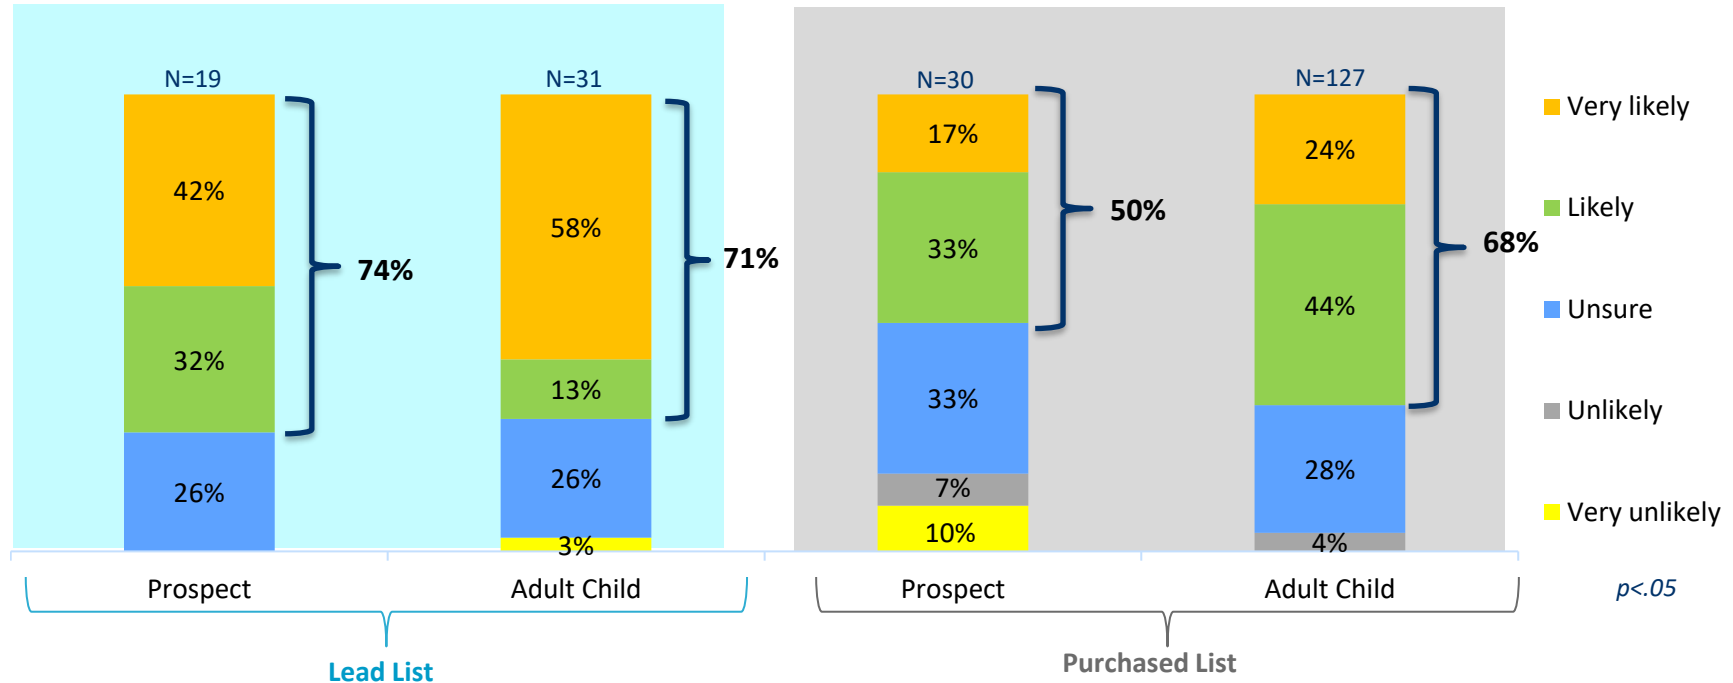 N=19
N=31
N=30
N=127
42%
32%
26%
74%
58%
13%
26%
3%
71%
17%
33%
33%
7%
10%
50%
24%
44%
28%
4%
68%
Very likely
Likely
Unsure
Unlikely
Very unlikely
Prospect
Adult Child
Prospect
Adult Child
p<.05
Lead List
Purchased List